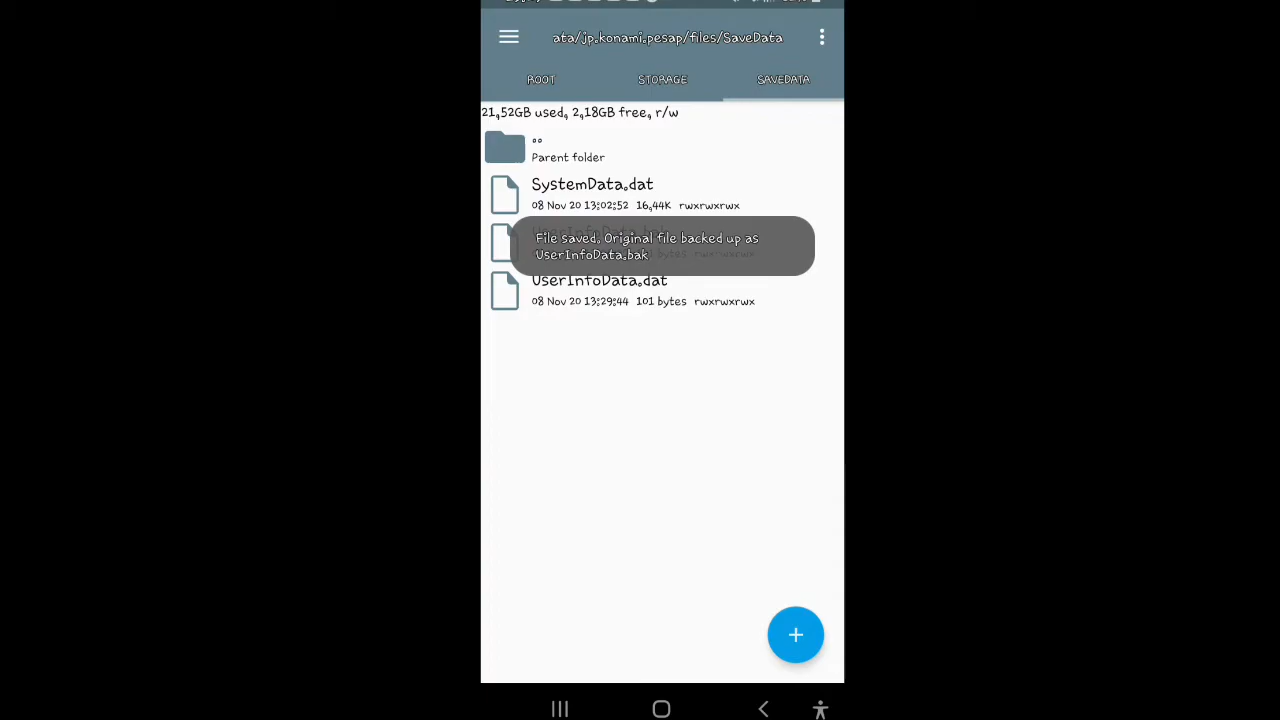 ata/jp.konami.pesap/files/SaveData
ROOT STORAGE SAVEDATA
21,52GB used, 2,18GB free, r/w
..
Parent folder
SystemData.dat
08 Nov 20 13:02:52 16,44K rwxrwxrwx
File saved. Original file backed up as
UserInfoData.bak
UserInfoData.dat
08 Nov 20 13:29:44 101 bytes rwxrwxrwx